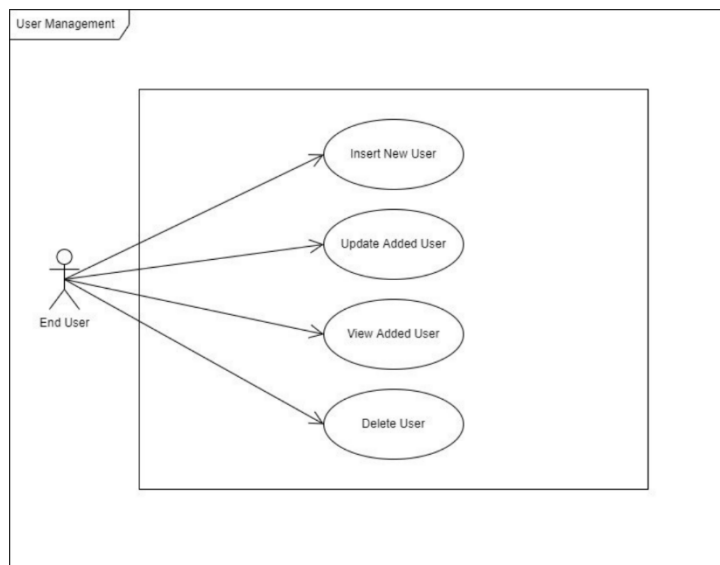 User Management
Insert New User
Update Added User
End User
View Added User
Delete User